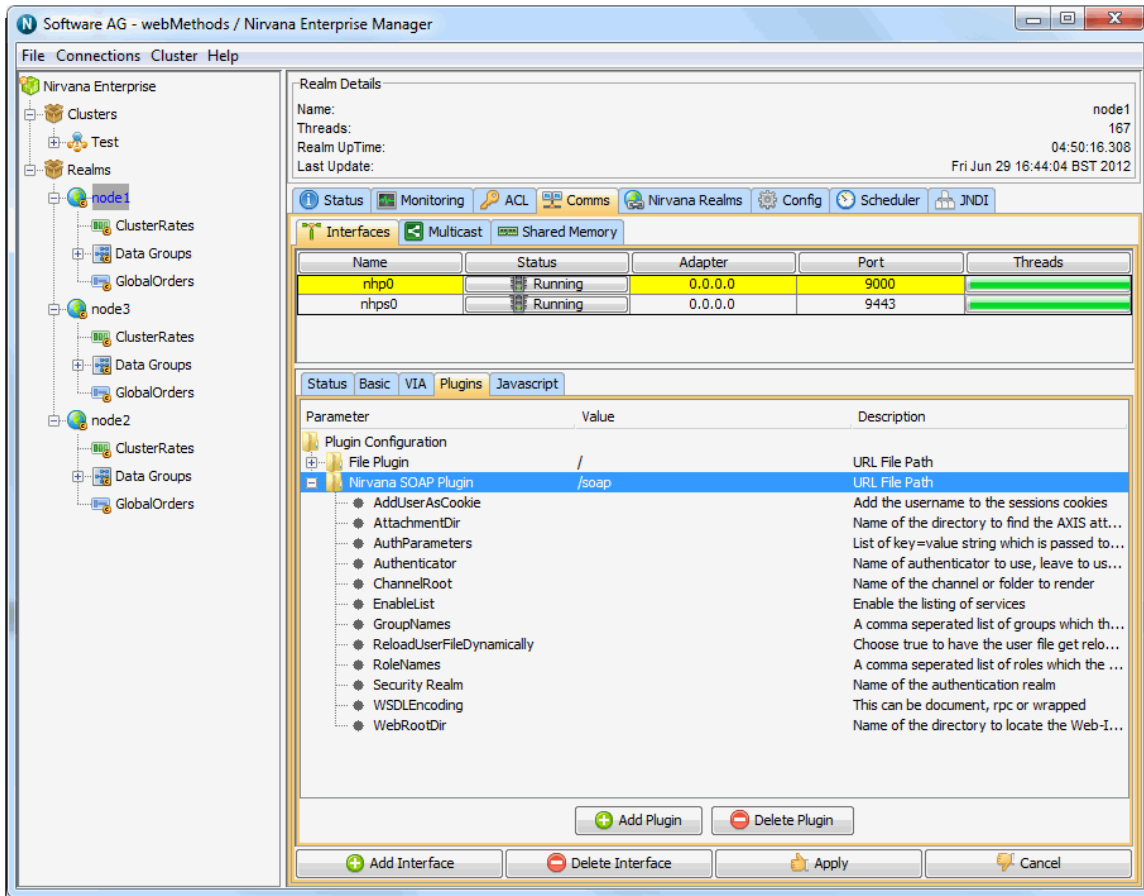 Software AG - webMethods / Nirvana Enterprise Manager
File Connections Cluster Help
Nirvana Enterprise
Clusters
Test
Realms
node1
ClusterRates
Data Groups
GlobalOrders
node3
ClusterRates
Data Groups
GlobalOrders
node2
ClusterRates
Data Groups
GlobalOrders
Realm Details
Name: node1
Threads: 167
Realm UpTime: 04:50:16.308
Last Update: Fri Jun 29 16:44:04 BST 2012
Status Monitoring ACL Comms Nirvana Realms Config Scheduler JNDI
Interfaces Multicast Shared Memory
Name Status Adapter Port Threads
nhp0 Running 0.0.0.0 9000
nhps0 Running 0.0.0.0 9443
Status Basic VIA Plugins Javascript
Parameter Value Description
Plugin Configuration
File Plugin / URL File Path
Nirvana SOAP Plugin /soap URL File Path
AddUserAsCookie Add the username to the sessions cookies
AttachmentDir Name of the directory to find the AXIS att...
AuthParameters List of key=value string which is passed to...
Authenticator Name of authenticator to use, leave to us...
ChannelRoot Name of the channel or folder to render
EnableList Enable the listing of services
GroupNames A comma seperated list of groups which th...
ReloadUserFileDynamically Choose true to have the user file get relo...
RoleNames A comma seperated list of roles which the ...
Security Realm Name of the authentication realm
WSDLEncoding This can be document, rpc or wrapped
WebRootDir Name of the directory to locate the Web-I...
Add Plugin Delete Plugin
Add Interface Delete Interface Apply Cancel